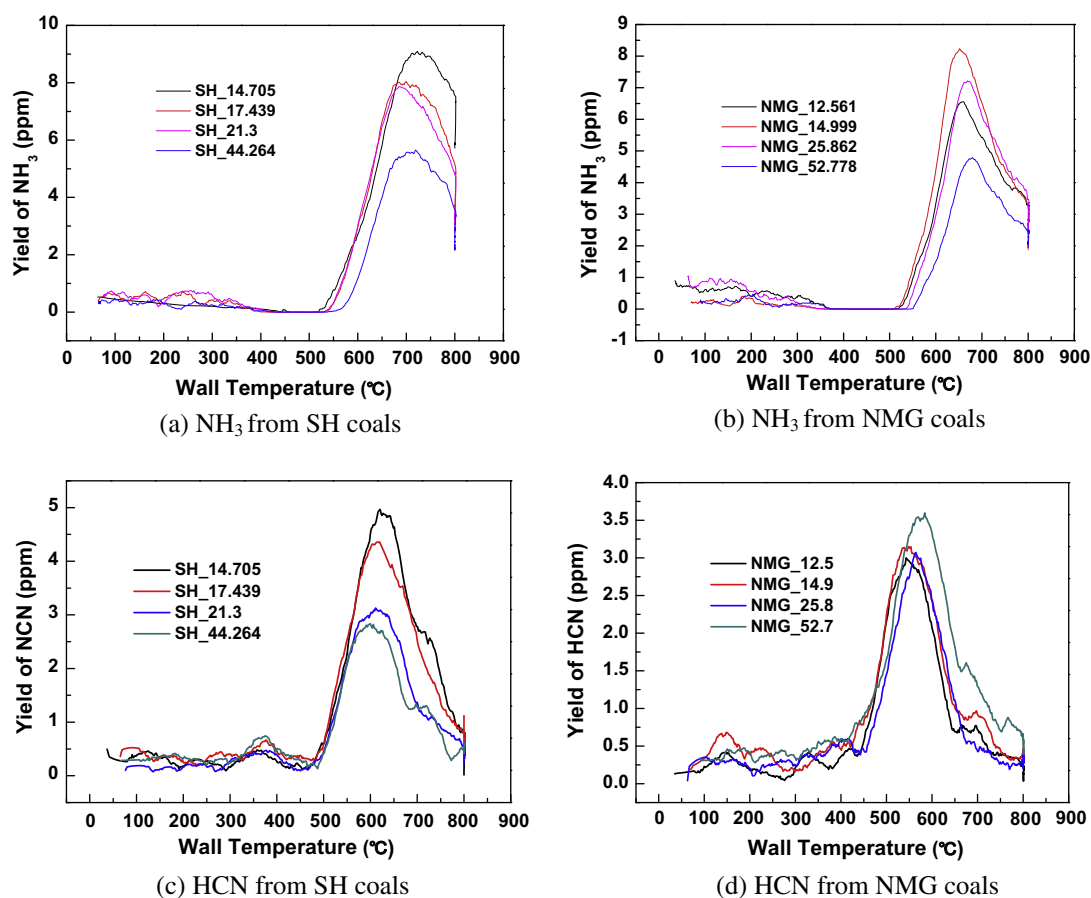 10
8
6
4
2
0
Yield of NH3 (ppm)
SH_14.705
SH_17.439
SH_21.3
SH_44.264
0 100 200 300 400 500 600 700 800 900
Wall Temperature (℃)
(a) NH3 from SH coals
9
8
7
6
5
4
3
2
1
0
-1
Yield of NH3 (ppm)
NMG_12.561
NMG_14.999
NMG_25.862
NMG_52.778
0 100 200 300 400 500 600 700 800 900
Wall Temperature (℃)
(b) NH3 from NMG coals
5
4
3
2
1
0
Yield of NCN (ppm)
SH_14.705
SH_17.439
SH_21.3
SH_44.264
0 100 200 300 400 500 600 700 800 900
Wall Temperature (℃)
(c) HCN from SH coals
4.0
3.5
3.0
2.5
2.0
1.5
1.0
0.5
0.0
Yield of HCN (ppm)
NMG_12.5
NMG_14.9
NMG_25.8
NMG_52.7
0 100 200 300 400 500 600 700 800 900
Wall Temperature (℃)
(d) HCN from NMG coals